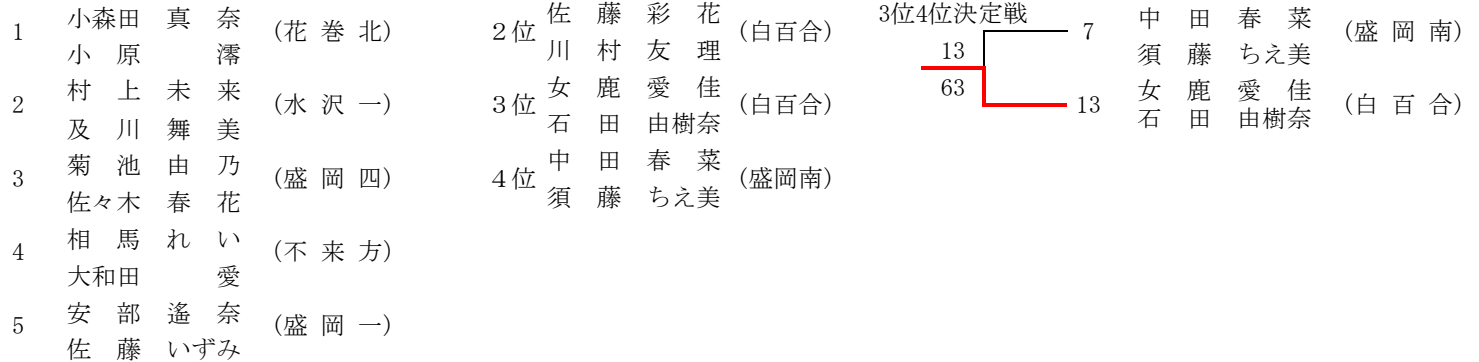 1 小森田 真 奈 (花 巻 北)
小 原 澪
2 村 上 未 来 (水 沢 一)
及 川 舞 美
3 菊 池 由 乃 (盛 岡 四)
佐々木 春 花
4 相 馬 れ い (不 来 方)
大和田 愛
5 安 部 遙 奈 (盛 岡 一)
佐 藤 いずみ
2位 佐 藤 彩 花 (白百合)
川 村 友 理
3位 女 鹿 愛 佳 (白百合)
石 田 由樹奈
4位 中 田 春 菜 (盛岡南)
須 藤 ちえ美
3位4位決定戦
13
63
7 中 田 春 菜 (盛 岡 南)
須 藤 ちえ美
13 女 鹿 愛 佳 (白 百 合)
石 田 由樹奈